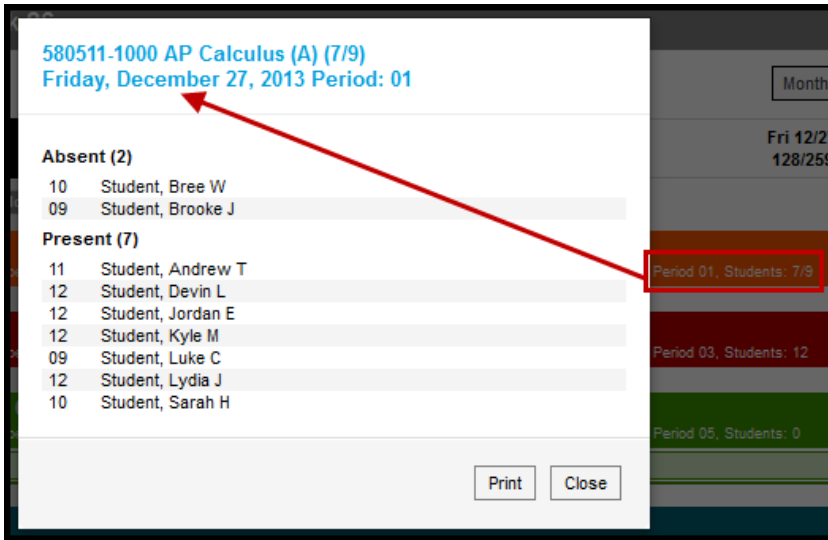 580511-1000 AP Calculus (A) (7/9)
Friday, December 27, 2013 Period: 01
Month
Fri 12/2
128/259
Absent (2)
10 Student, Bree W
09 Student, Brooke J
Present (7)
11 Student, Andrew T
12 Student, Devin L
12 Student, Jordan E
12 Student, Kyle M
09 Student, Luke C
12 Student, Lydia J
10 Student, Sarah H
Period 01, Students: 7/9
Period 03, Students: 12
Period 05, Students: 0
Print Close